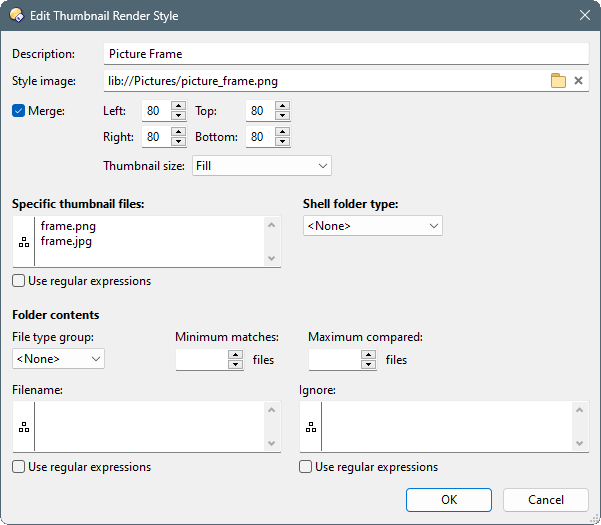 Edit Thumbnail Render Style
Description: Picture Frame
Style image: lib://Pictures/picture_frame.png
Merge: Left: 80 Top: 80
Right: 80 Bottom: 80
Thumbnail size: Fill
Specific thumbnail files: Shell folder type:
frame.png <None>
frame.jpg
Use regular expressions
Folder contents
File type group: Minimum matches: Maximum compared:
<None> files files
Filename: Ignore:
Use regular expressions Use regular expressions
OK Cancel